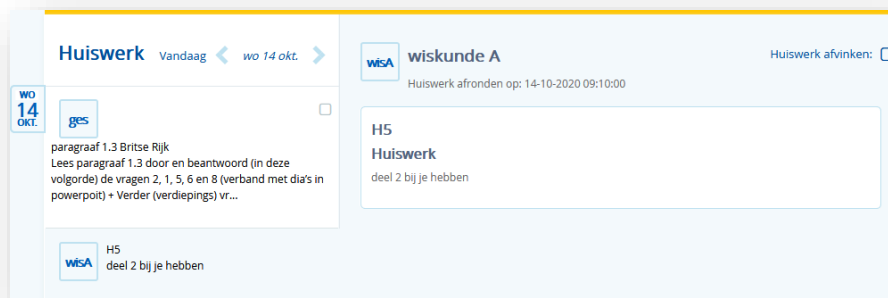 Huiswerk Vandaag wo 14 okt.
WO
14
OKT.
ges
paragraaf 1.3 Britse Rijk
Lees paragraaf 1.3 door en beantwoord (in deze
volgorde) de vragen 2, 1, 5, 6 en 8 (verband met dia's in
powerpoit) + Verder (verdiepings) vr...
wisA
H5
deel 2 bij je hebben
wisA
wiskunde A
Huiswerk afvinken:
Huiswerk afronden op: 14-10-2020 09:10:00
H5
Huiswerk
deel 2 bij je hebben